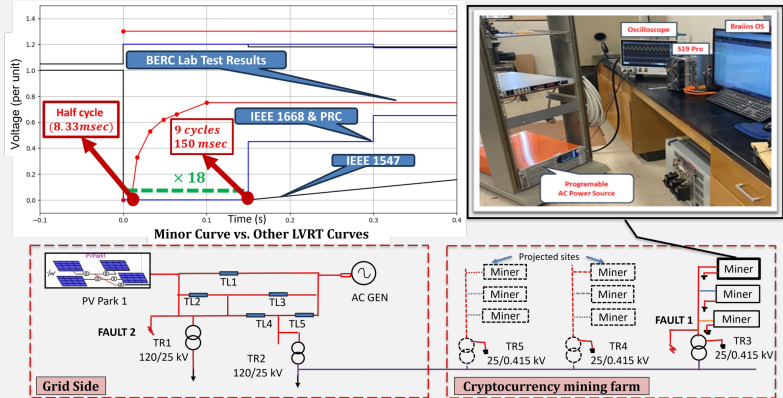 1.4
1.2
1.0
0.8
0.6
0.4
0.2
0.0
Voltage (per unit)
BERC Lab Test Results
Half cycle
(8.33msec)
9 cycles
150 msec
IEEE 1668 & PRC
IEEE 1547
× 18
−0.1
0.0
0.1
0.3
0.4
Time (s)
Minor Curve vs. Other LVRT Curves
Oscilloscope
S19 Pro
Braiins OS
Programable
AC Power Source
PVPark1
PV Park 1
TL1
TL2
TL3
TL4
TL5
AC GEN
FAULT 2
TR1
120/25 kV
TR2
120/25 kV
Grid Side
Projected sites
Miner
Miner
Miner
Miner
Miner
Miner
Miner
Miner
Miner
FAULT 1
TR5
25/0.415 kV
TR4
25/0.415 kV
TR3
25/0.415 kV
Cryptocurrency mining farm